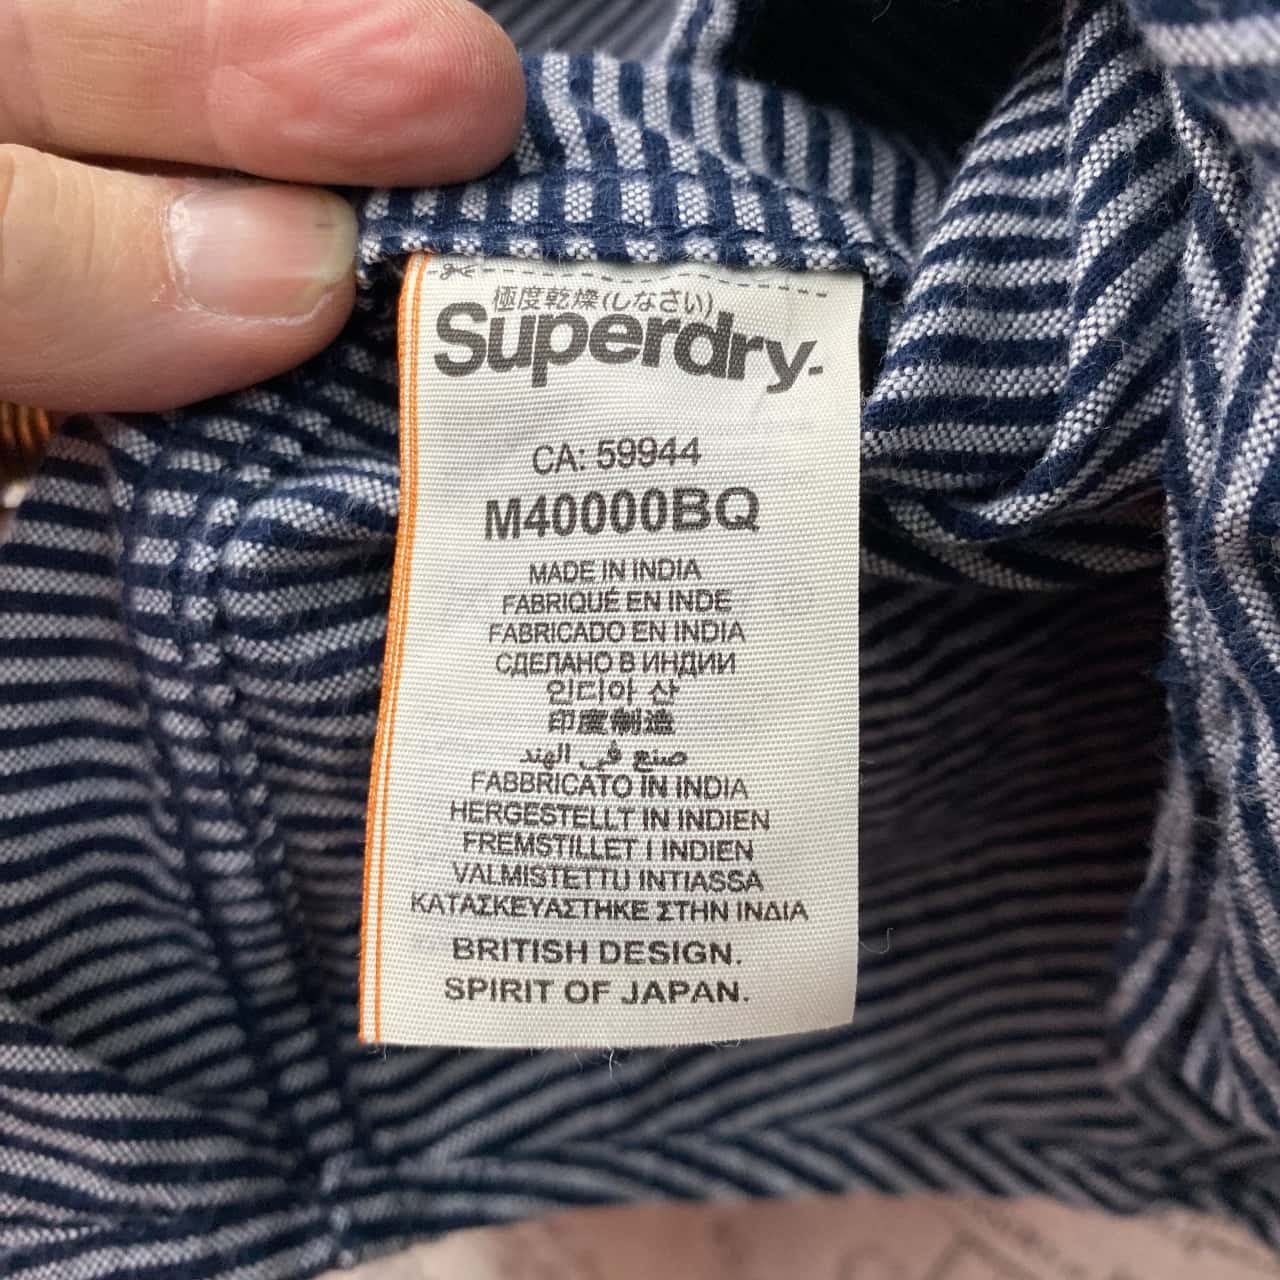 極度乾燥(しなさい)
Superdry.
CA: 59944
M40000BQ
MADE IN INDIA
FABRIQUÉ EN INDE
FABRICADO EN INDIA
СДЕЛАНО В ИНДИИ
인디아 산
印度制造
صنع في الهند
FABBRICATO IN INDIA
HERGESTELLT IN INDIEN
FREMSTILLET I INDIEN
VALMISTETTU INTIASSA
ΚΑΤΑΣΚΕΥΑΣΤΗΚΕ ΣΤΗΝ ΙΝΔΙΑ
BRITISH DESIGN.
SPIRIT OF JAPAN.